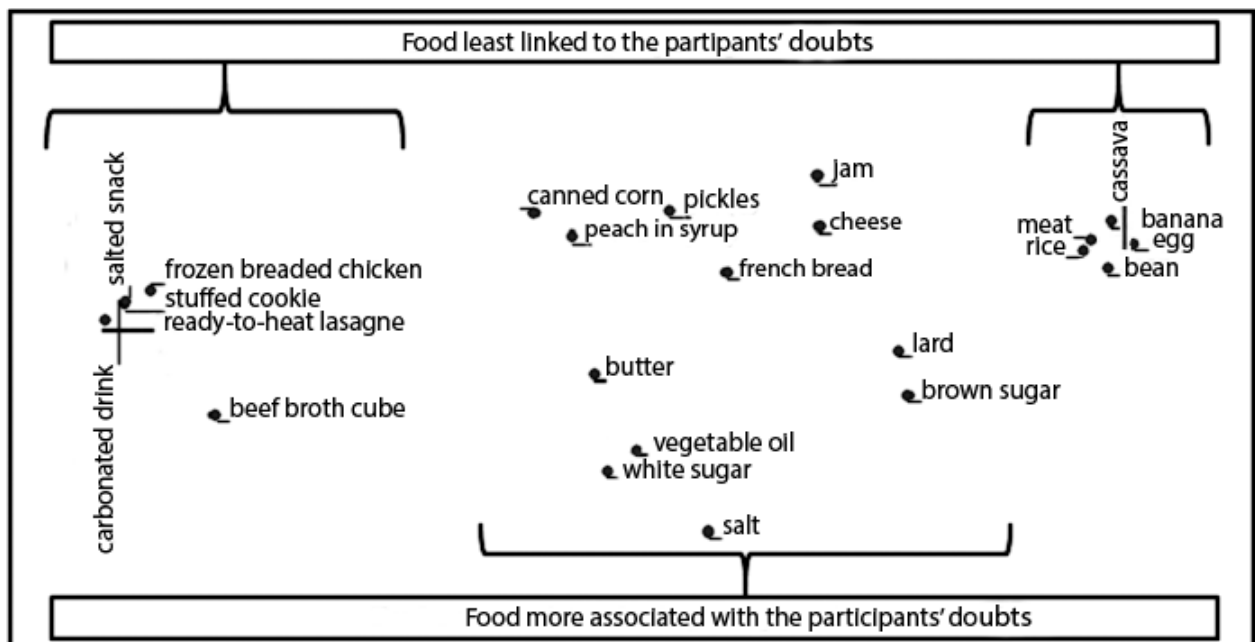 Food least linked to the partipants' doubts
salted snack
frozen breaded chicken
stuffed cookie
ready-to-heat lasagne
carbonated drink
beef broth cube
canned corn
pickles
peach in syrup
jam
cheese
french bread
butter
lard
brown sugar
vegetable oil
white sugar
salt
cassava
meat
banana
rice
egg
bean
Food more associated with the participants' doubts